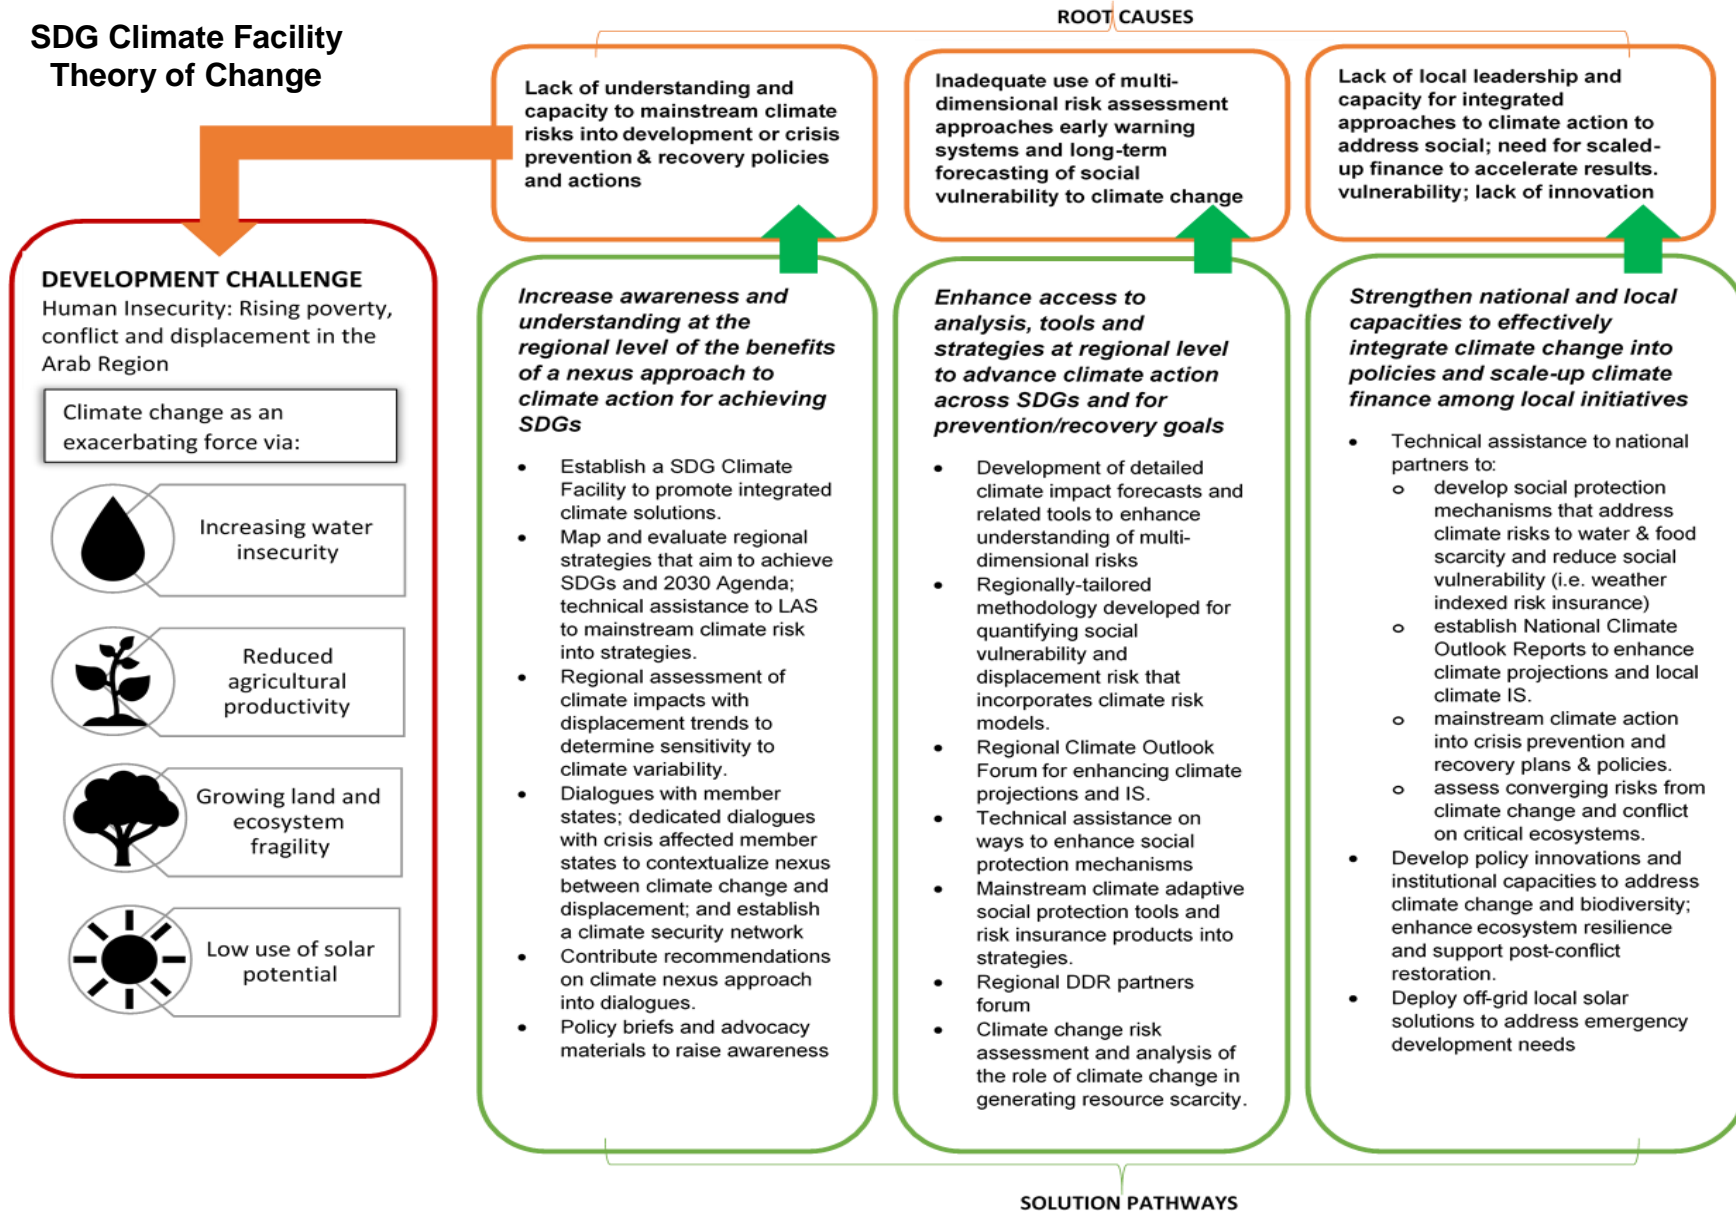 SDG Climate Facility
Theory of Change
ROOT CAUSES
Lack of understanding and
capacity to mainstream climate
risks into development or crisis
prevention & recovery policies
and actions
Inadequate use of multi-
dimensional risk assessment
approaches early warning
systems and long-term
forecasting of social
vulnerability to climate change
Lack of local leadership and
capacity for integrated
approaches to climate action to
address social; need for scaled-
up finance to accelerate results.
vulnerability; lack of innovation
DEVELOPMENT CHALLENGE
Human Insecurity: Rising poverty,
conflict and displacement in the
Arab Region
Climate change as an
exacerbating force via:
Increasing water
insecurity
Reduced
agricultural
productivity
Growing land and
ecosystem
fragility
Low use of solar
potential
Increase awareness and
understanding at the
regional level of the benefits
of a nexus approach to
climate action for achieving
SDGs
• Establish a SDG Climate
Facility to promote integrated
climate solutions.
• Map and evaluate regional
strategies that aim to achieve
SDGs and 2030 Agenda;
technical assistance to LAS
to mainstream climate risk
into strategies.
• Regional assessment of
climate impacts with
displacement trends to
determine sensitivity to
climate variability.
• Dialogues with member
states; dedicated dialogues
with crisis affected member
states to contextualize nexus
between climate change and
displacement; and establish
a climate security network
• Contribute recommendations
on climate nexus approach
into dialogues.
• Policy briefs and advocacy
materials to raise awareness
Enhance access to
analysis, tools and
strategies at regional level
to advance climate action
across SDGs and for
prevention/recovery goals
• Development of detailed
climate impact forecasts and
related tools to enhance
understanding of multi-
dimensional risks
• Regionally-tailored
methodology developed for
quantifying social
vulnerability and
displacement risk that
incorporates climate risk
models.
• Regional Climate Outlook
Forum for enhancing climate
projections and IS.
• Technical assistance on
ways to enhance social
protection mechanisms
• Mainstream climate adaptive
social protection tools and
risk insurance products into
strategies.
• Regional DDR partners
forum
• Climate change risk
assessment and analysis of
the role of climate change in
generating resource scarcity.
Strengthen national and local
capacities to effectively
integrate climate change into
policies and scale-up climate
finance among local initiatives
• Technical assistance to national
partners to:
o develop social protection
mechanisms that address
climate risks to water & food
scarcity and reduce social
vulnerability (i.e. weather
indexed risk insurance)
o establish National Climate
Outlook Reports to enhance
climate projections and local
climate IS.
o mainstream climate action
into crisis prevention and
recovery plans & policies.
o assess converging risks from
climate change and conflict
on critical ecosystems.
• Develop policy innovations and
institutional capacities to address
climate change and biodiversity;
enhance ecosystem resilience
and support post-conflict
restoration.
• Deploy off-grid local solar
solutions to address emergency
development needs
SOLUTION PATHWAYS